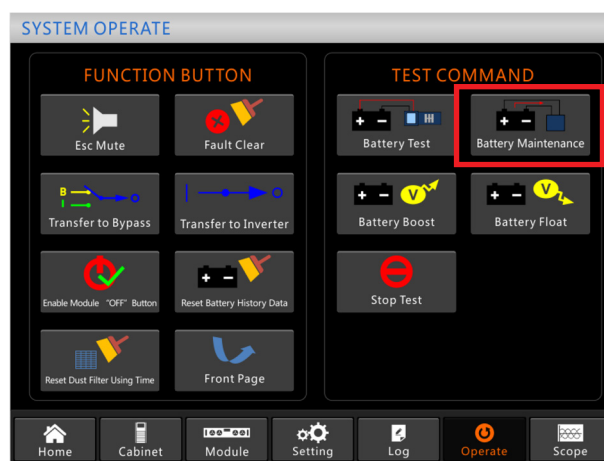 SYSTEM OPERATE
FUNCTION BUTTON
TEST COMMAND
Esc Mute
Fault Clear
Battery Test
Battery Maintenance
B
I
Transfer to Bypass
Transfer to Inverter
V
Battery Boost
V
Battery Float
Enable Module "OFF" Button
Reset Battery History Data
Stop Test
Reset Dust Filter Using Time
Front Page
Home
Cabinet
Module
Setting
Log
Operate
Scope